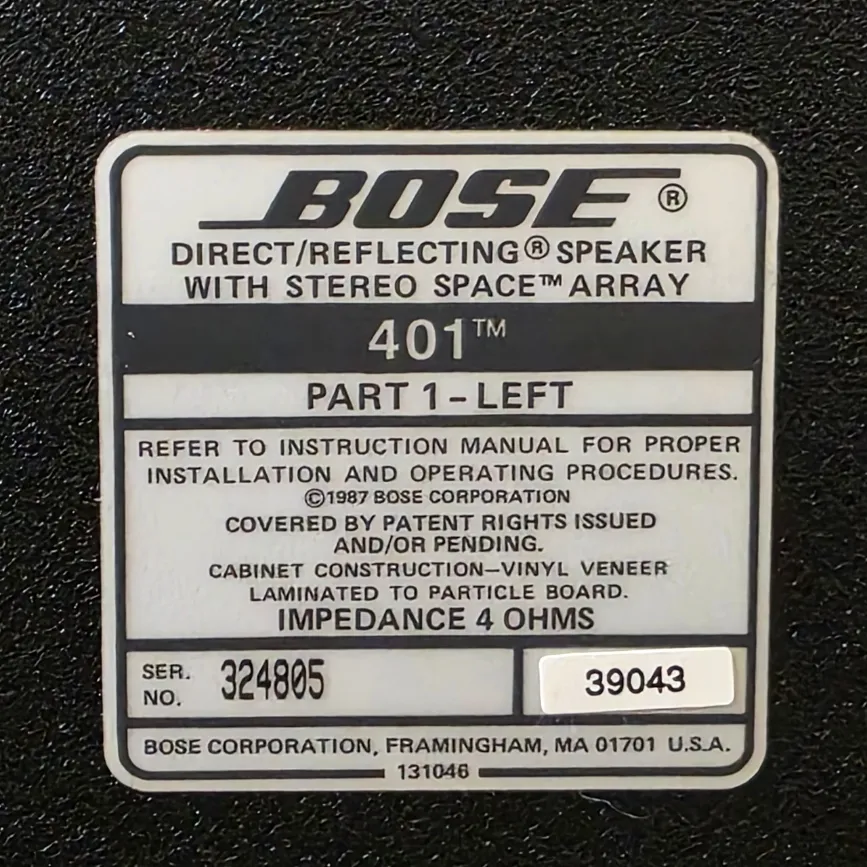 BOSE®
DIRECT/REFLECTING® SPEAKER
WITH STEREO SPACE™ ARRAY
401™
PART 1 – LEFT
REFER TO INSTRUCTION MANUAL FOR PROPER
INSTALLATION AND OPERATING PROCEDURES.
©1987 BOSE CORPORATION
COVERED BY PATENT RIGHTS ISSUED
AND/OR PENDING.
CABINET CONSTRUCTION—VINYL VENEER
LAMINATED TO PARTICLE BOARD.
IMPEDANCE 4 OHMS
SER. NO. 324805
39043
BOSE CORPORATION, FRAMINGHAM, MA 01701 U.S.A.
131046